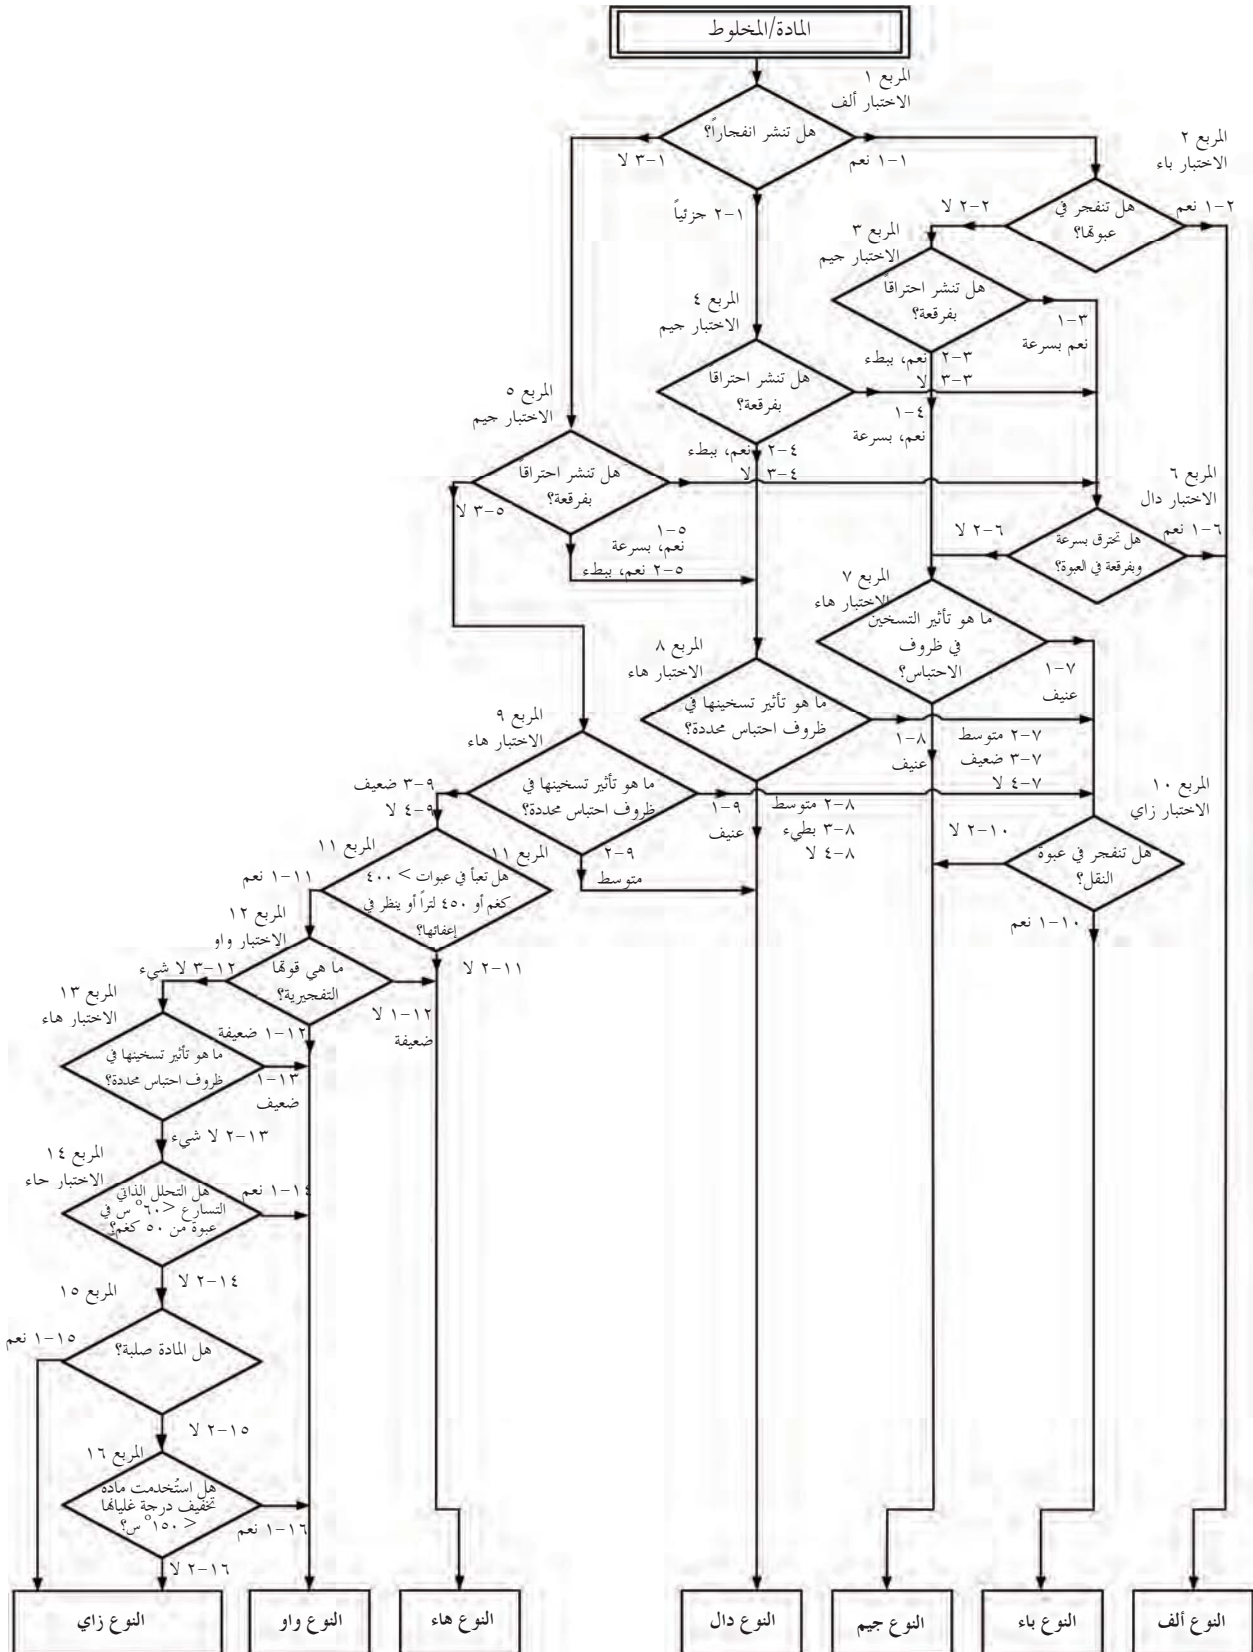 المادة/المخلوط
المربع ١
الاختبار ألف
هل تنشر انفجاراً؟
١-١ نعم
٣-١ لا
٢-١ جزئياً
المربع ٢
الاختبار باء
هل تنفجر في
عبوتها؟
١-٢ نعم
٢-٢ لا
المربع ٣
الاختبار جيم
هل تنشر احتراقاً
بفرقعة؟
١-٣
نعم بسرعة
٢-٣ نعم، ببطء
٣-٣ لا
المربع ٤
الاختبار جيم
هل تنشر احتراقاً
بفرقعة؟
١-٤
نعم، بسرعة
٢-٤ نعم، ببطء
٣-٤ لا
المربع ٥
الاختبار جيم
هل تنشر احتراقاً
بفرقعة؟
٣-٥ لا
١-٥
نعم، بسرعة
٢-٥ نعم، ببطء
المربع ٦
الاختبار دال
هل تحترق بسرعة
وبفرقعة في العبوة؟
١-٦ نعم
٢-٦ لا
المربع ٧
الاختبار هاء
ما هو تأثير التسخين
في ظروف
الاحتباس؟
١-٧
عنيف
٢-٧ متوسط
٣-٧ ضعيف
٤-٧ لا
المربع ٨
الاختبار هاء
ما هو تأثير تسخينها في
ظروف احتباس محددة؟
١-٨
عنيف
٢-٨ متوسط
٣-٨ بطيء
٤-٨ لا
المربع ٩
الاختبار هاء
ما هو تأثير تسخينها في
ظروف احتباس محددة؟
١-٩
عنيف
٢-٩
متوسط
٣-٩ ضعيف
٤-٩ لا
المربع ١٠
الاختبار زاي
هل تنفجر في عبوة
النقل؟
٢-١٠ لا
١-١٠ نعم
المربع ١١
المربع ١١
هل تعبأ في عبوات > ٤٠٠
كغم أو ٤٥٠ لتراً أو ينظر في
إعفائها؟
١-١١ نعم
٢-١١ لا
المربع ١٢
الاختبار واو
ما هي قوتها
التفجيرية؟
٣-١٢ لا شيء
١-١٢ لا
ضعيفة
١-١٢ ضعيفة
المربع ١٣
الاختبار هاء
ما هو تأثير تسخينها في
ظروف احتباس محددة؟
١-١٣
ضعيف
٢-١٣ لا شيء
المربع ١٤
الاختبار حاء
هل التحلل الذاتي
التسارع <٦٠° س في
عبوة من ٥٠ كغم؟
١-١٤ نعم
٢-١٤ لا
المربع ١٥
هل المادة صلبة؟
١-١٥ نعم
٢-١٥ لا
المربع ١٦
هل استُخدمت مادة
تخفيف درجة غليانها
< ١٥٠° س؟
١-١٦ نعم
٢-١٦ لا
النوع ألف
النوع باء
النوع جيم
النوع دال
النوع هاء
النوع واو
النوع زاي